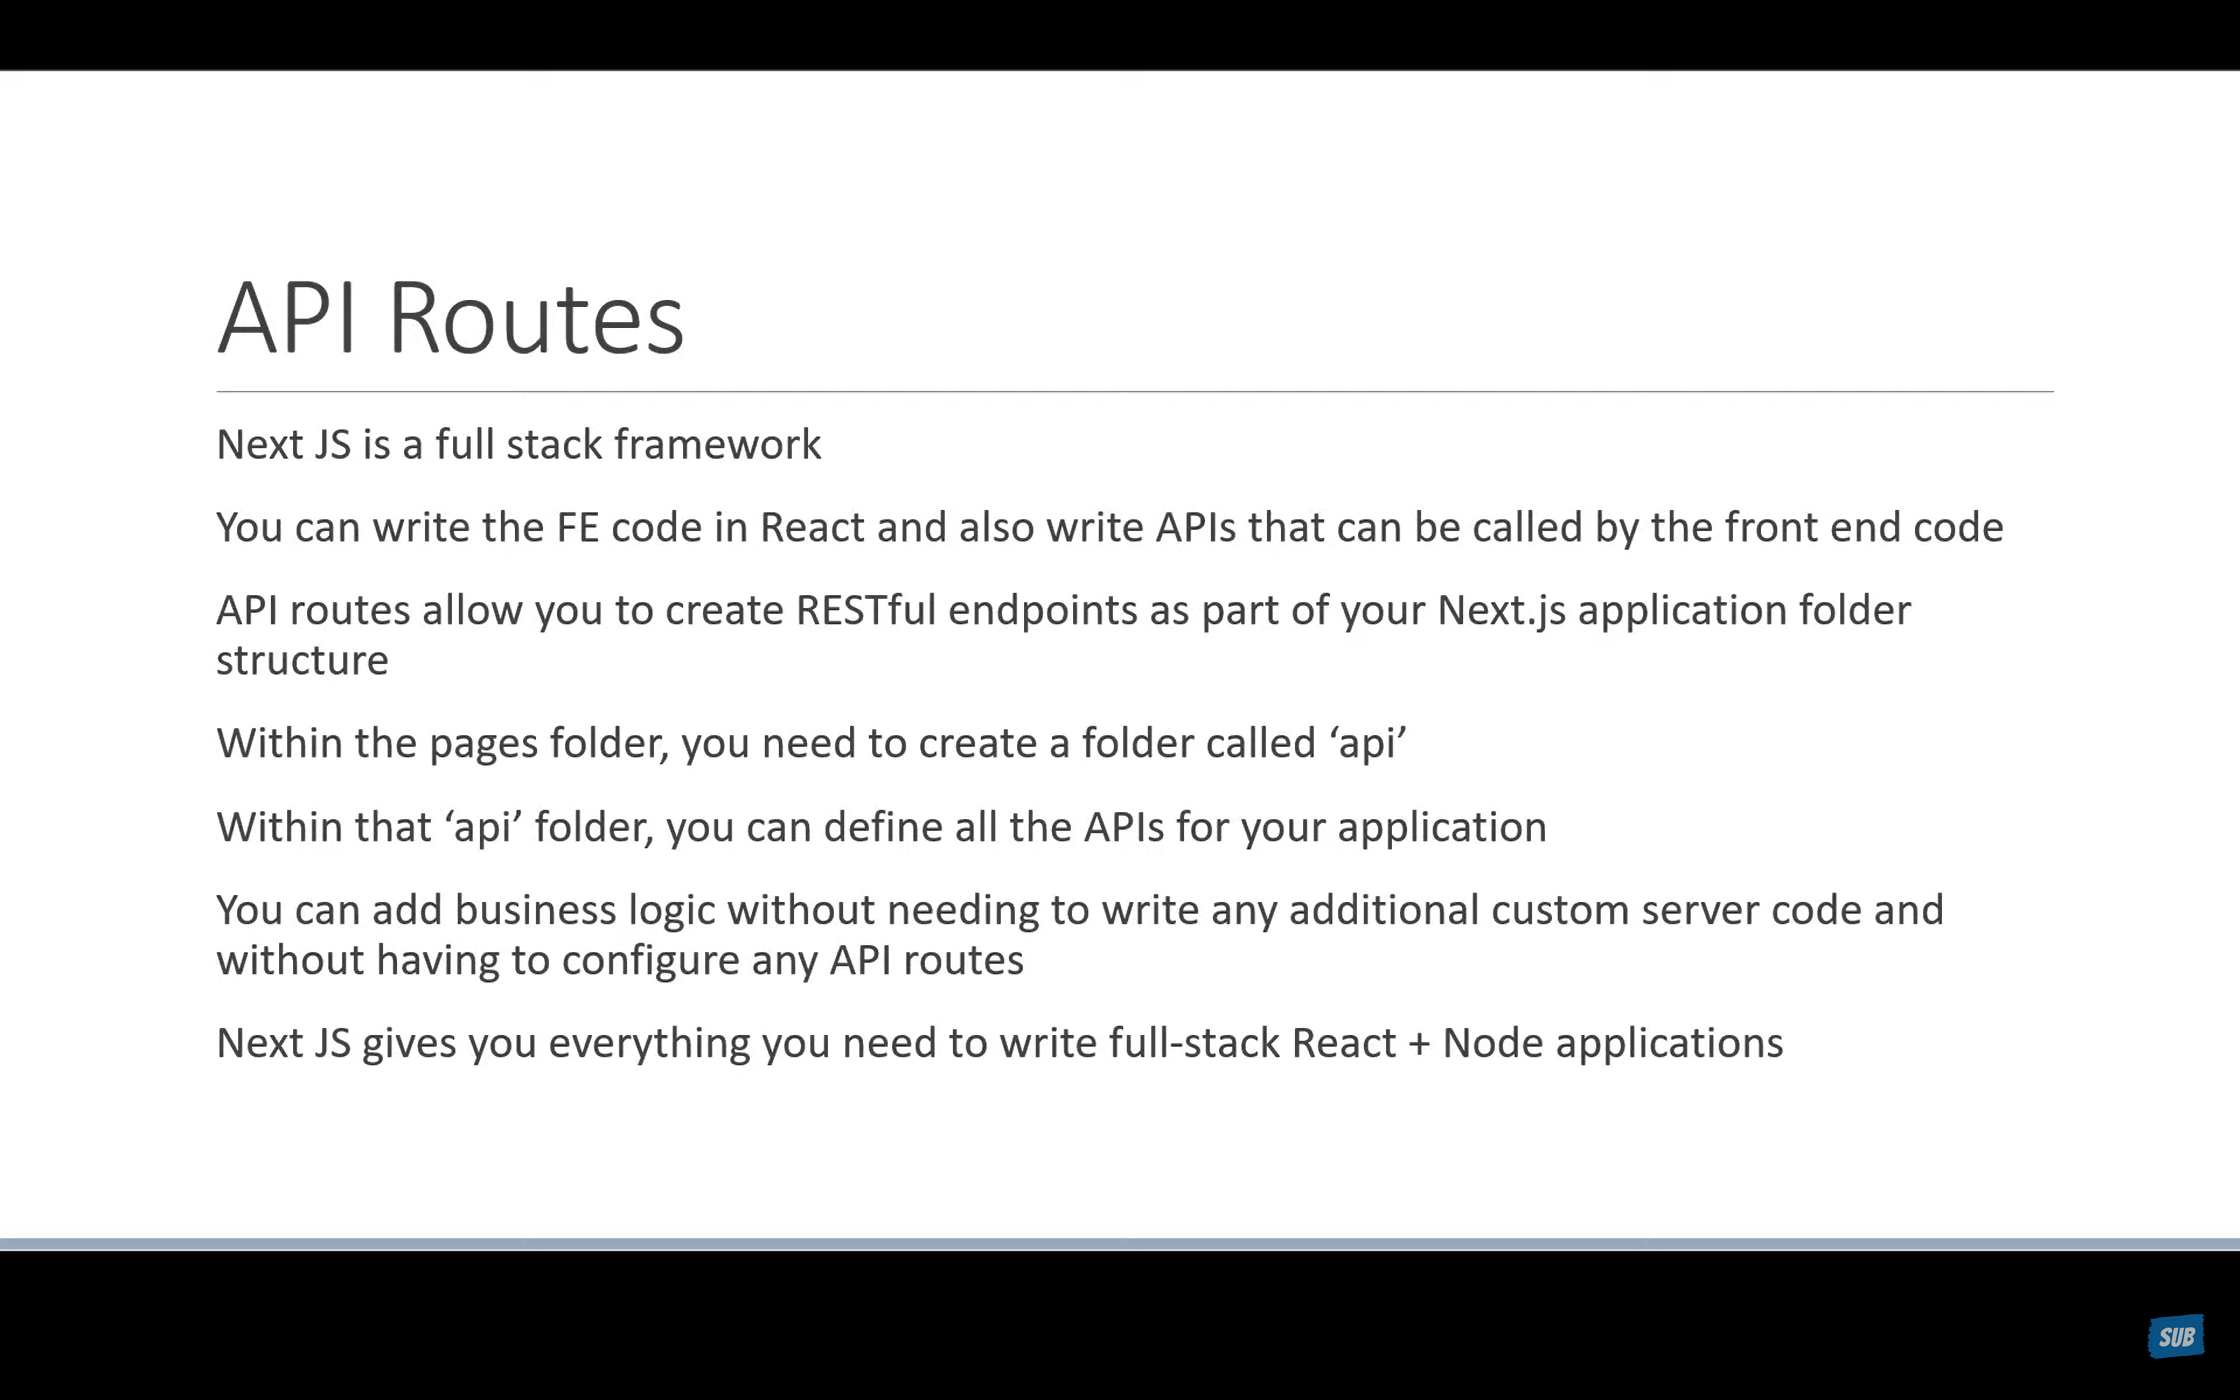 API Routes
Next JS is a full stack framework
You can write the FE code in React and also write APIs that can be called by the front end code
API routes allow you to create RESTful endpoints as part of your Next.js application folder
structure
Within the pages folder, you need to create a folder called ‘api’
Within that ‘api’ folder, you can define all the APIs for your application
You can add business logic without needing to write any additional custom server code and
without having to configure any API routes
Next JS gives you everything you need to write full-stack React + Node applications
SUB